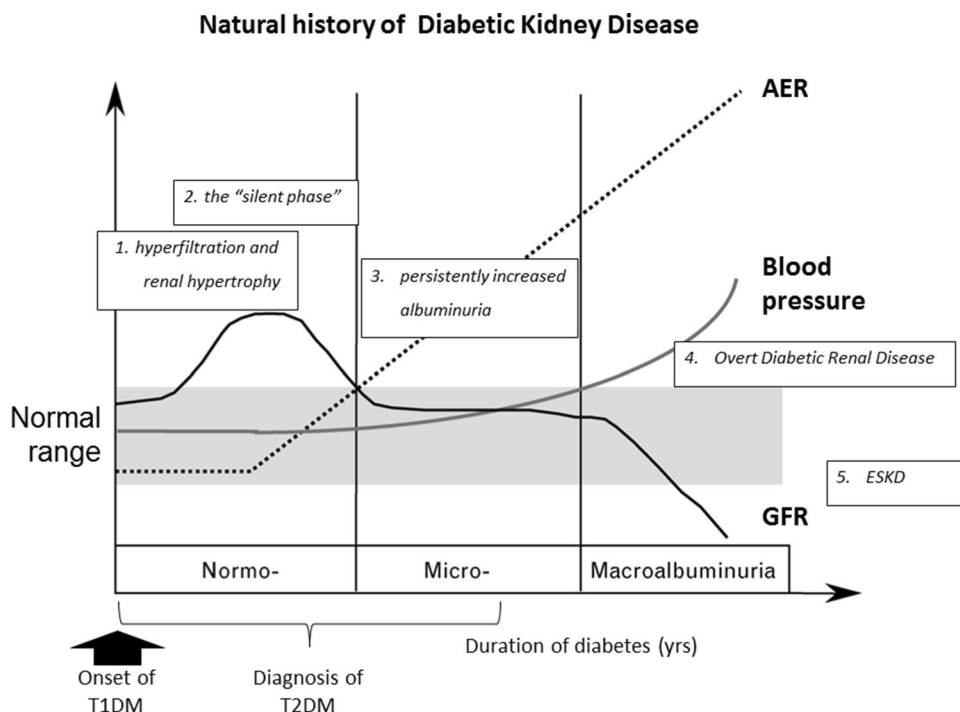 Natural history of  Diabetic Kidney Disease
AER
2. the “silent phase”
1. hyperfiltration and
renal hypertrophy
3. persistently increased
albuminuria
Blood
pressure
4. Overt Diabetic Renal Disease
Normal
range
5. ESKD
GFR
Normo-
Micro-
Macroalbuminuria
Duration of diabetes (yrs)
Onset of
T1DM
Diagnosis of
T2DM